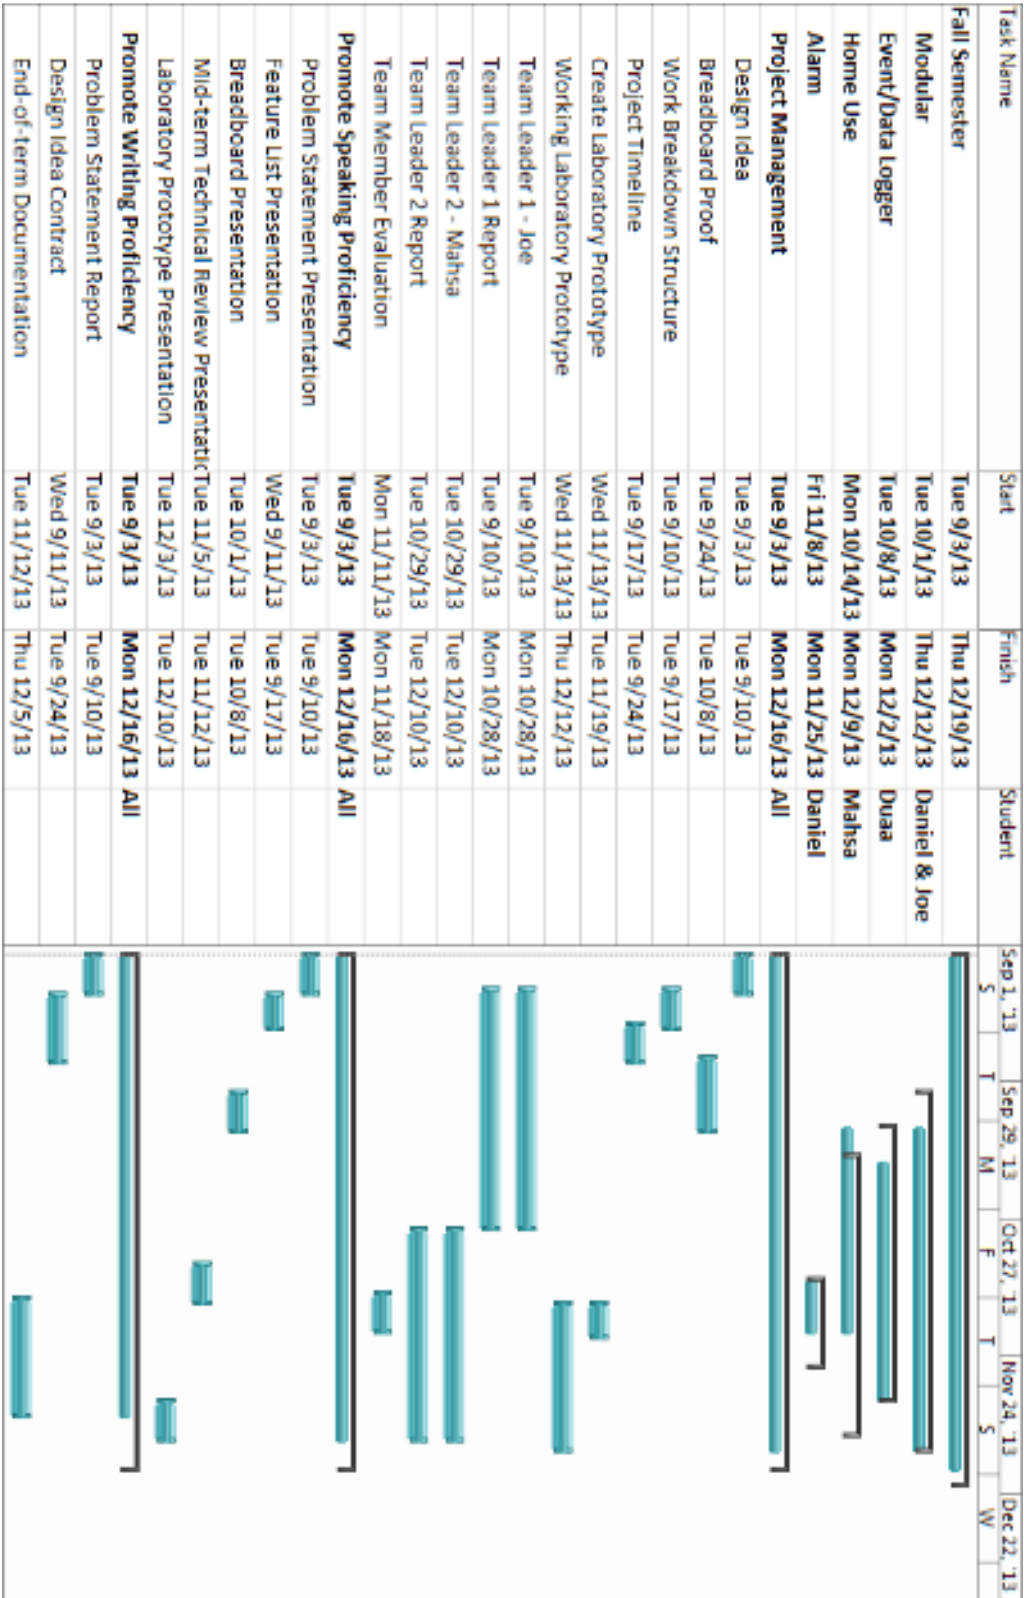 Task Name Start Finish Student Sep 1, '13 Sep 29, '13 Oct 27, '13 Nov 24, '13 Dec 22, '13
S T M F T S W
Fall Semester Tue 9/3/13 Thu 12/19/13
Modular Tue 10/1/13 Thu 12/12/13 Daniel & Joe
Event/Data Logger Tue 10/8/13 Mon 12/2/13 Duaa
Home Use Mon 10/14/13 Mon 12/9/13 Mahsa
Alarm Fri 11/8/13 Mon 11/25/13 Daniel
Project Management Tue 9/3/13 Mon 12/16/13 All
Design Idea Tue 9/3/13 Tue 9/10/13
Breadboard Proof Tue 9/24/13 Tue 10/8/13
Work Breakdown Structure Tue 9/10/13 Tue 9/17/13
Project Timeline Tue 9/17/13 Tue 9/24/13
Create Laboratory Prototype Wed 11/13/13 Tue 11/19/13
Working Laboratory Prototype Wed 11/13/13 Thu 12/12/13
Team Leader 1 - Joe Tue 9/10/13 Mon 10/28/13
Team Leader 1 Report Tue 9/10/13 Mon 10/28/13
Team Leader 2 - Mahsa Tue 10/29/13 Tue 12/10/13
Team Leader 2 Report Tue 10/29/13 Tue 12/10/13
Team Member Evaluation Mon 11/11/13 Mon 11/18/13
Promote Speaking Proficiency Tue 9/3/13 Mon 12/16/13 All
Problem Statement Presentation Tue 9/3/13 Tue 9/10/13
Feature List Presentation Wed 9/11/13 Tue 9/17/13
Breadboard Presentation Tue 10/1/13 Tue 10/8/13
Mid-term Technical Review Presentatic Tue 11/5/13 Tue 11/12/13
Laboratory Prototype Presentation Tue 12/3/13 Tue 12/10/13
Promote Writing Proficiency Tue 9/3/13 Mon 12/16/13 All
Problem Statement Report Tue 9/3/13 Tue 9/10/13
Design Idea Contract Wed 9/11/13 Tue 9/24/13
End-of-term Documentation Tue 11/12/13 Thu 12/5/13